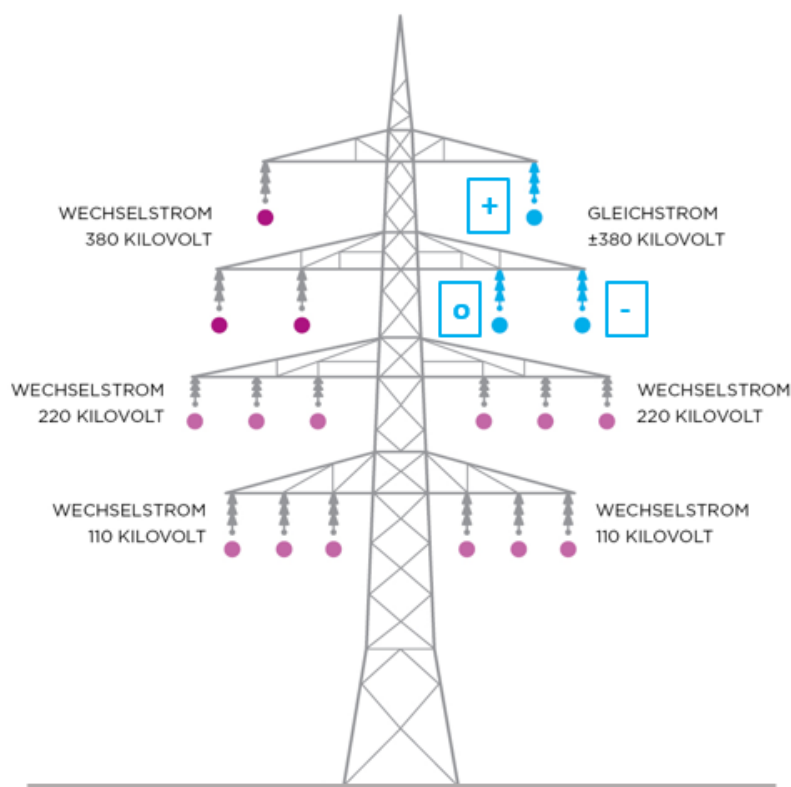 WECHSELSTROM
380 KILOVOLT
+
GLEICHSTROM
±380 KILOVOLT
o
-
WECHSELSTROM
220 KILOVOLT
WECHSELSTROM
220 KILOVOLT
WECHSELSTROM
110 KILOVOLT
WECHSELSTROM
110 KILOVOLT